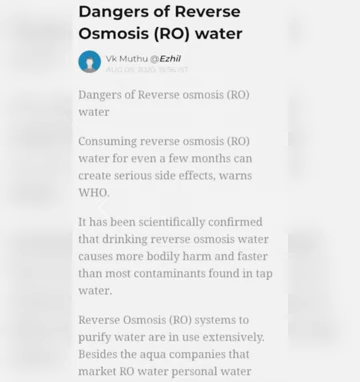 Dangers of Reverse
Osmosis (RO) water
Vk Muthu @Ezhil
Dangers of Reverse osmosis (RO)
water
Consuming reverse osmosis (RO)
water for even a few months can
create serious side effects, warns
WHO.
It has been scientifically confirmed
that drinking reverse osmosis water
causes more bodily harm and faster
than most contaminants found in tap
water.
Reverse Osmosis (RO) systems to
purify water are in use extensively.
Besides the aqua companies that
market RO water personal water